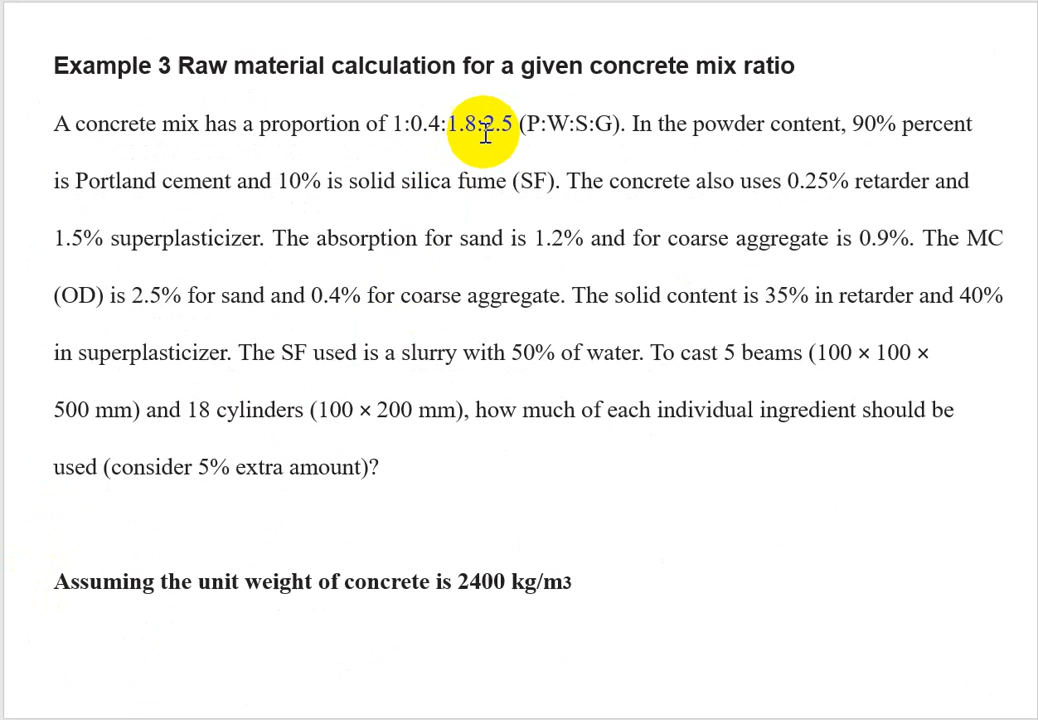 Example 3 Raw material calculation for a given concrete mix ratio
A concrete mix has a proportion of 1:0.4:1.8:2.5 (P:W:S:G). In the powder content, 90% percent
is Portland cement and 10% is solid silica fume (SF). The concrete also uses 0.25% retarder and
1.5% superplasticizer. The absorption for sand is 1.2% and for coarse aggregate is 0.9%. The MC
(OD) is 2.5% for sand and 0.4% for coarse aggregate. The solid content is 35% in retarder and 40%
in superplasticizer. The SF used is a slurry with 50% of water. To cast 5 beams (100 × 100 ×
500 mm) and 18 cylinders (100 × 200 mm), how much of each individual ingredient should be
used (consider 5% extra amount)?
Assuming the unit weight of concrete is 2400 kg/m3